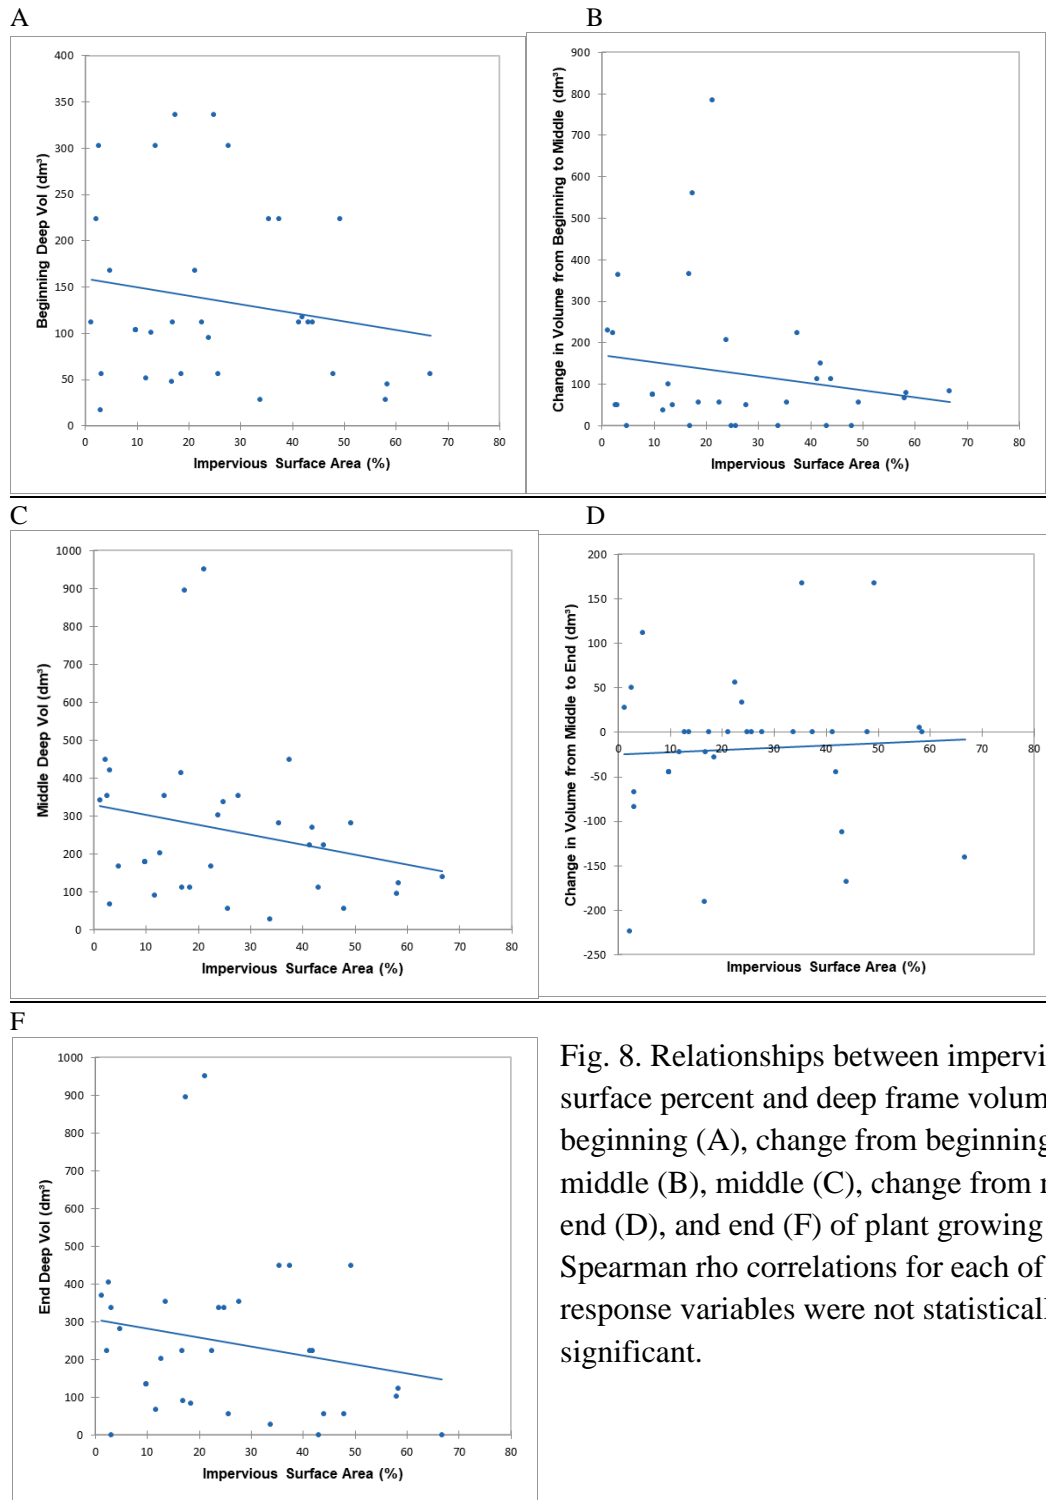 A
B
400
350
300
250
200
150
100
50
0
Beginning Deep Vol (dm³)
0 10 20 30 40 50 60 70 80
Impervious Surface Area (%)
900
800
700
600
500
400
300
200
100
0
Change in Volume from Beginning to Middle (dm³)
0 10 20 30 40 50 60 70 80
Impervious Surface Area (%)
C
D
1000
900
800
700
600
500
400
300
200
100
0
Middle Deep Vol (dm³)
0 10 20 30 40 50 60 70 80
Impervious Surface Area (%)
200
150
100
50
0
-50
-100
-150
-200
-250
Change in Volume from Middle to End (dm³)
0 10 20 30 40 50 60 70 80
Impervious Surface Area (%)
F
1000
900
800
700
600
500
400
300
200
100
0
End Deep Vol (dm³)
0 10 20 30 40 50 60 70 80
Impervious Surface Area (%)
Fig. 8. Relationships between impervi
surface percent and deep frame volum
beginning (A), change from beginning
middle (B), middle (C), change from
end (D), and end (F) of plant growing
Spearman rho correlations for each of
response variables were not statistically
significant.